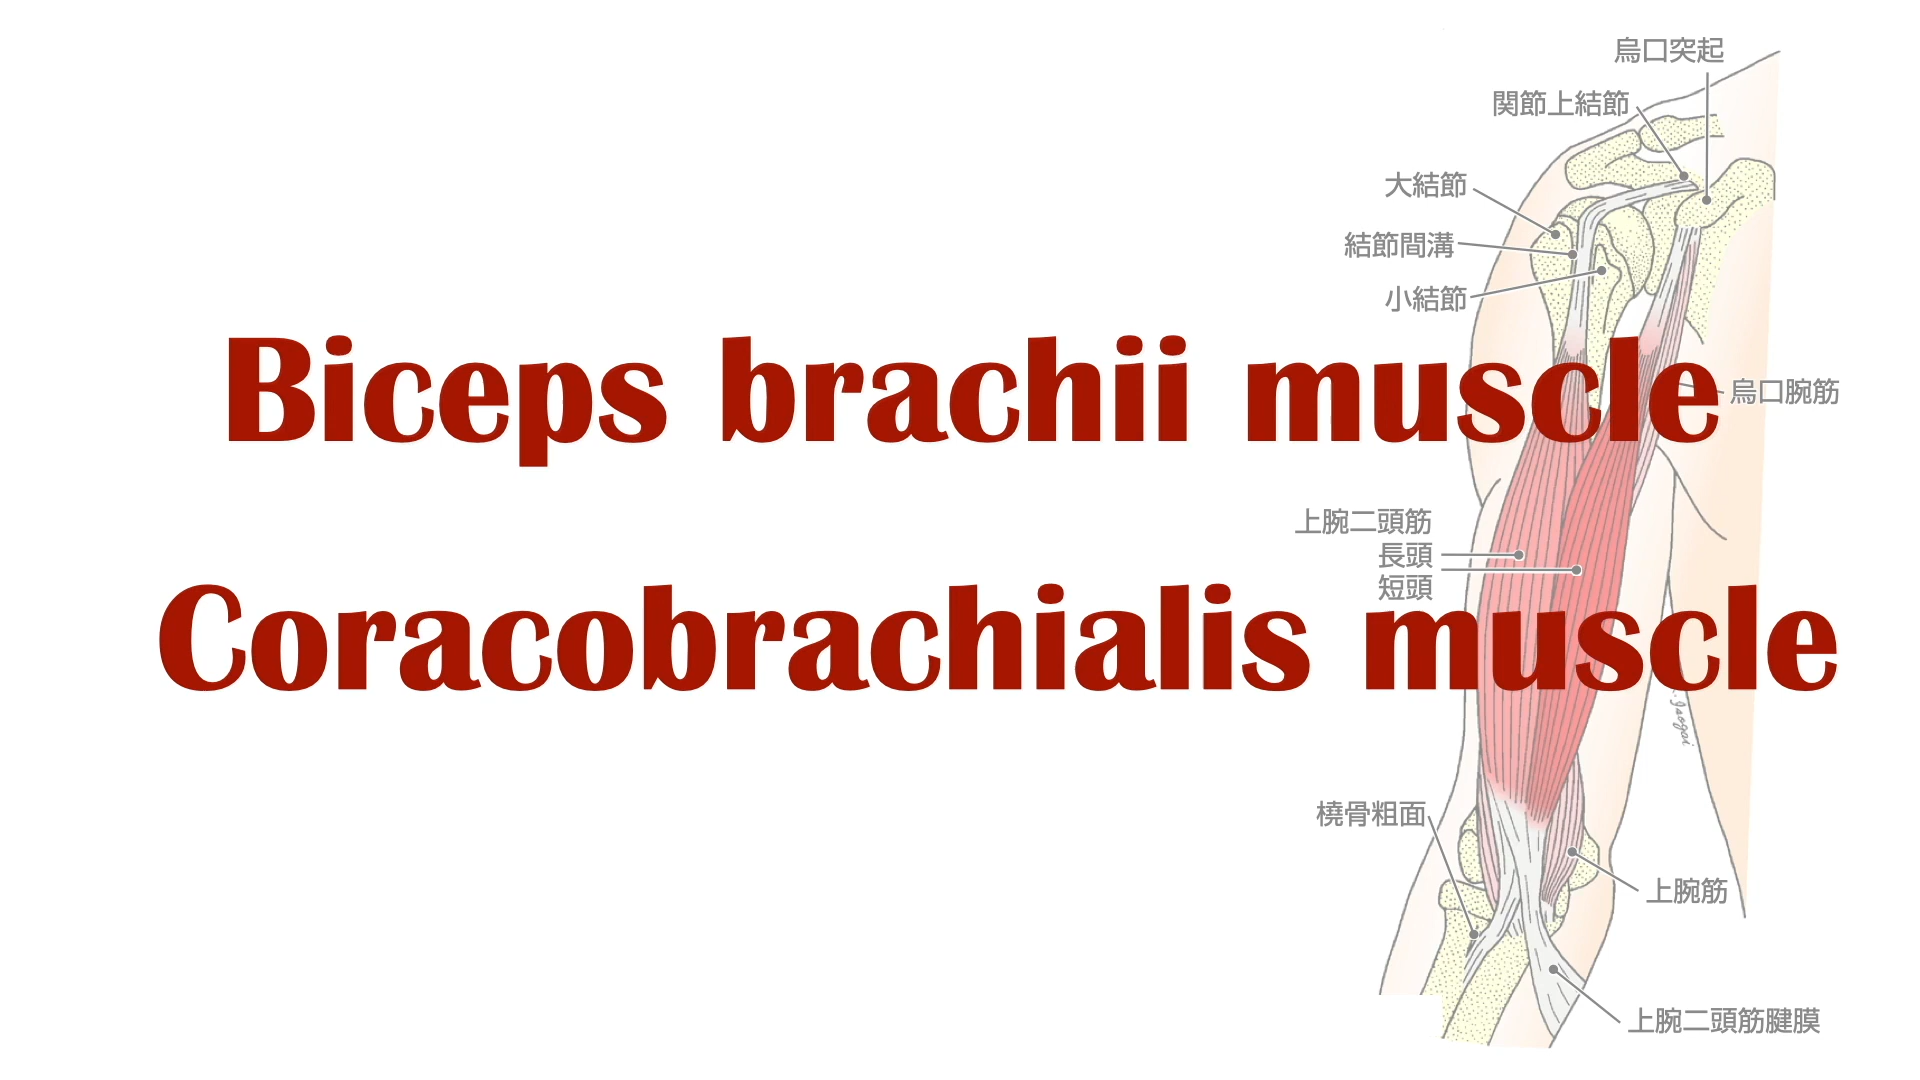 烏口突起
関節上結節
大結節
結節間溝
小結節
Biceps brachii muscle
烏口腕筋
上腕二頭筋
長頭
短頭
Coracobrachialis muscle
橈骨粗面
上腕筋
上腕二頭筋腱膜